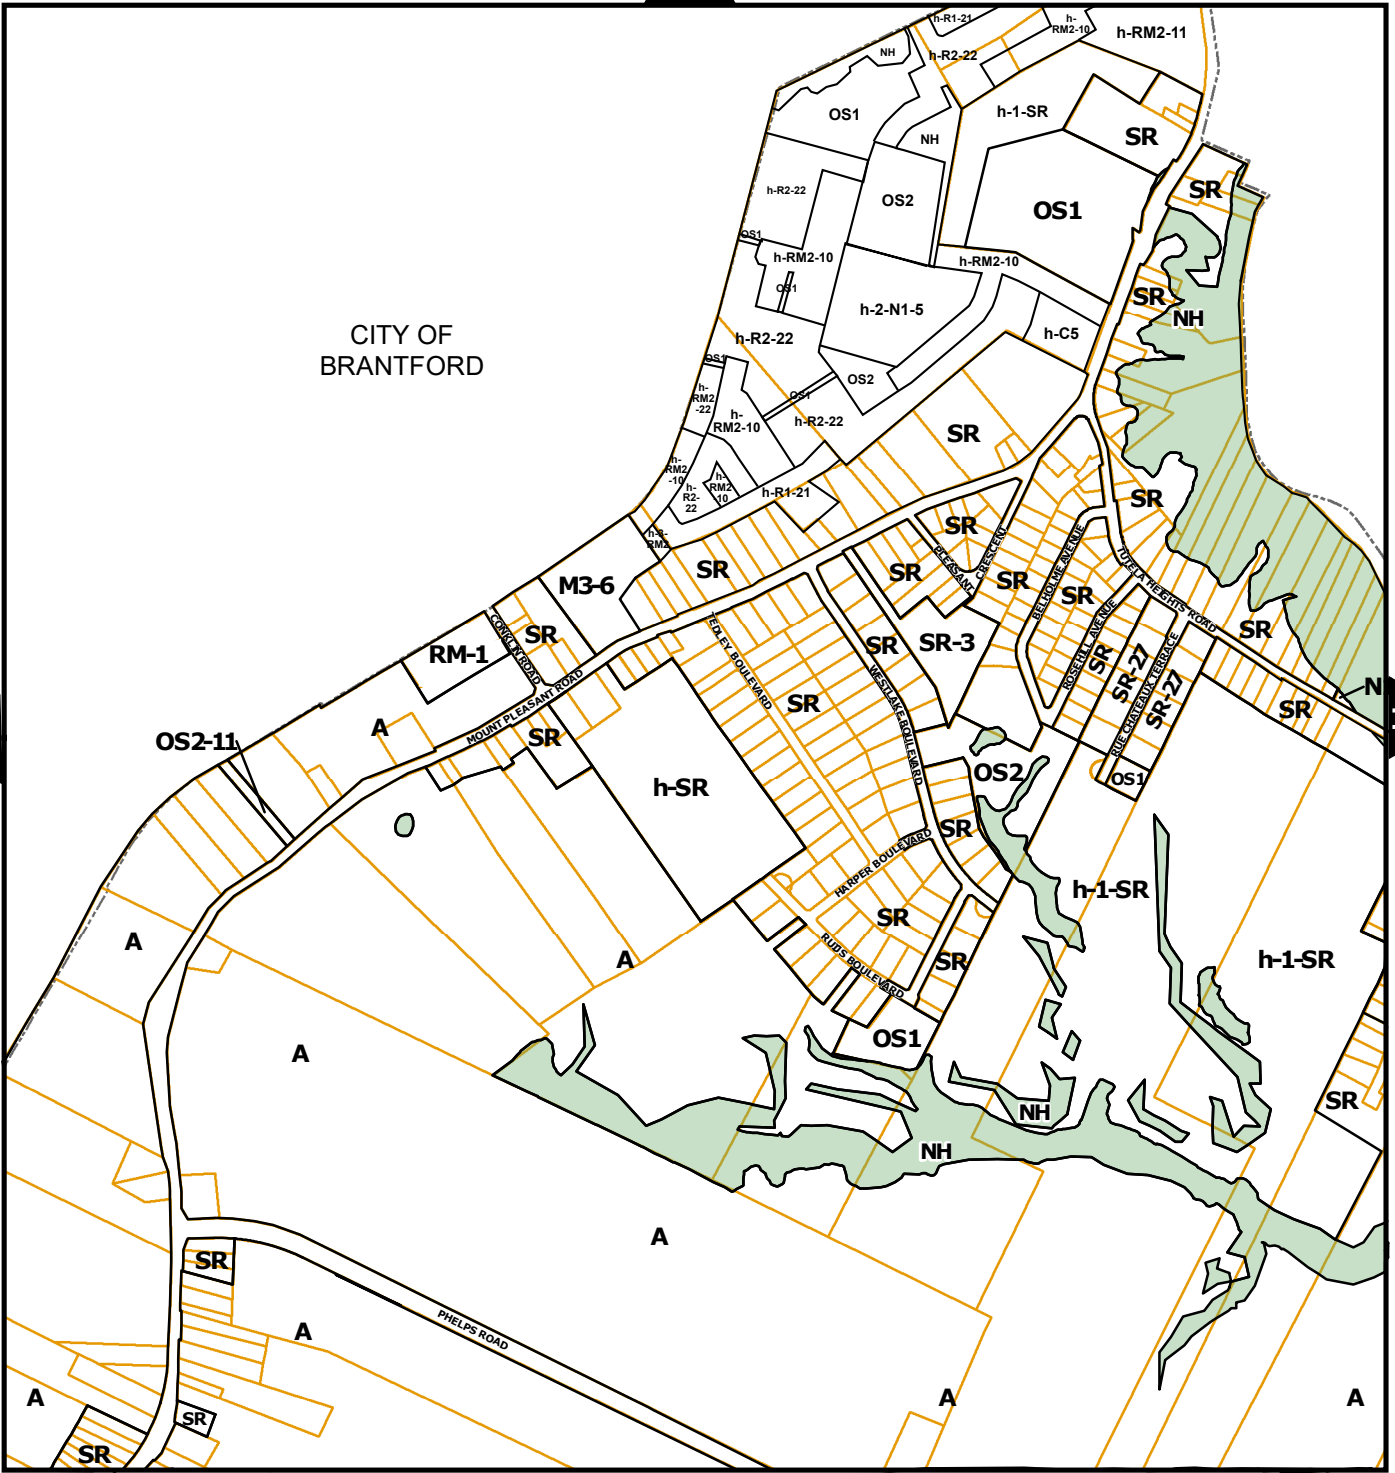 h-R1-21
h-
RM2-10
h-RM2-11
NH
h-R2-22
OS1
h-1-SR
NH
SR
h-R2-22
OS2
SR
OS1
OS1
h-RM2-10
h-RM2-10
OS1
SR
h-2-N1-5
NH
CITY OF
BRANTFORD
h-R2-22
h-C5
OS1
OS2
h-
RM2
-22
OS1
h-
RM2-10
h-R2-22
SR
h-
RM2
-10
h-
R2-
22
h-
RM2
10
h-R1-21
SR
SR
h-3-
RM2
PLEASANT
CRESCENT
BELHOLME AVENUE
TUTELA HEIGHTS ROAD
SR
SR
SR
M3-6
SR
CONKLIN ROAD
SR
RM-1
TEDLEY BOULEVARD
SR
SR-3
ROSEHILL AVENUE
SR
SR-27
RUE CHATEAUX TERRACE
SR-27
SR
WESTLAKE BOULEVARD
SR
SR
N
MOUNT PLEASANT ROAD
A
OS2-11
SR
OS2
OS1
h-SR
SR
HARPER BOULEVARD
h-1-SR
SR
A
RUBS BOULEVARD
A
SR
h-1-SR
OS1
A
NH
SR
NH
A
SR
PHELPS ROAD
A
A
A
A
SR
SR